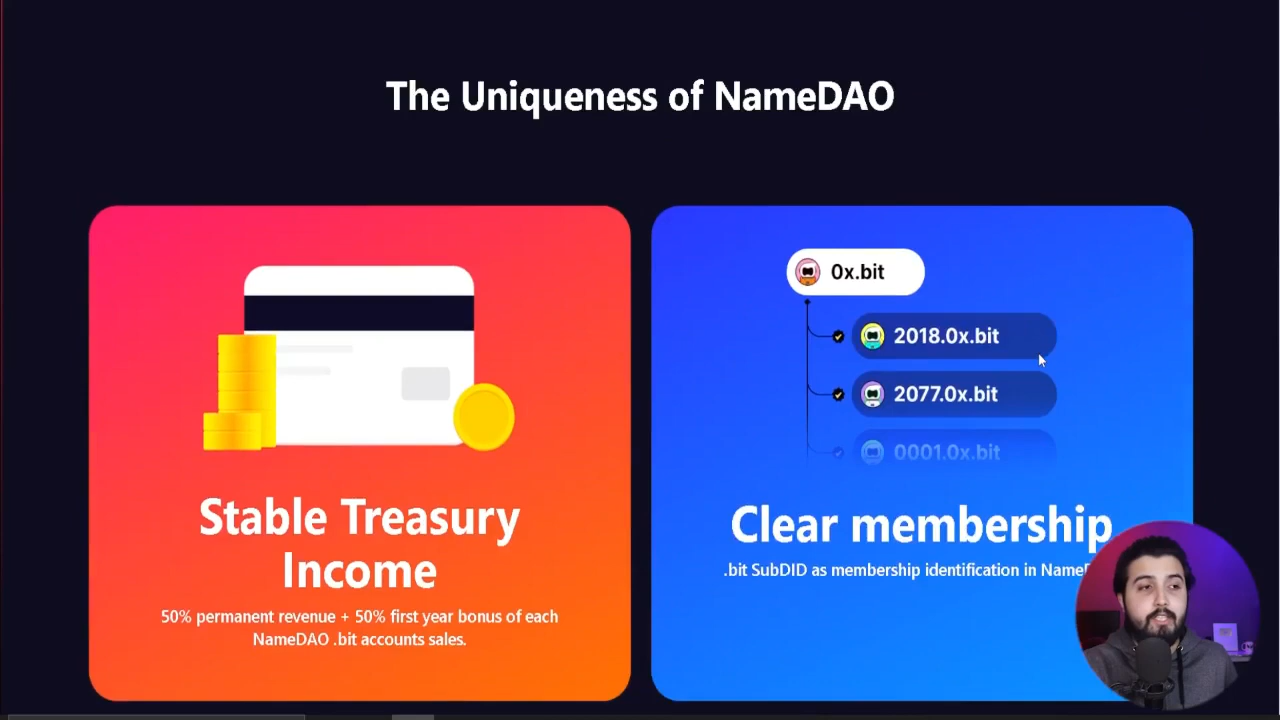 The Uniqueness of NameDAO
0x.bit
2018.0x.bit
2077.0x.bit
0001.0x.bit
Stable Treasury
Income
50% permanent revenue + 50% first year bonus of each
NameDAO .bit accounts sales.
Clear membership
.bit SubDID as membership identification in